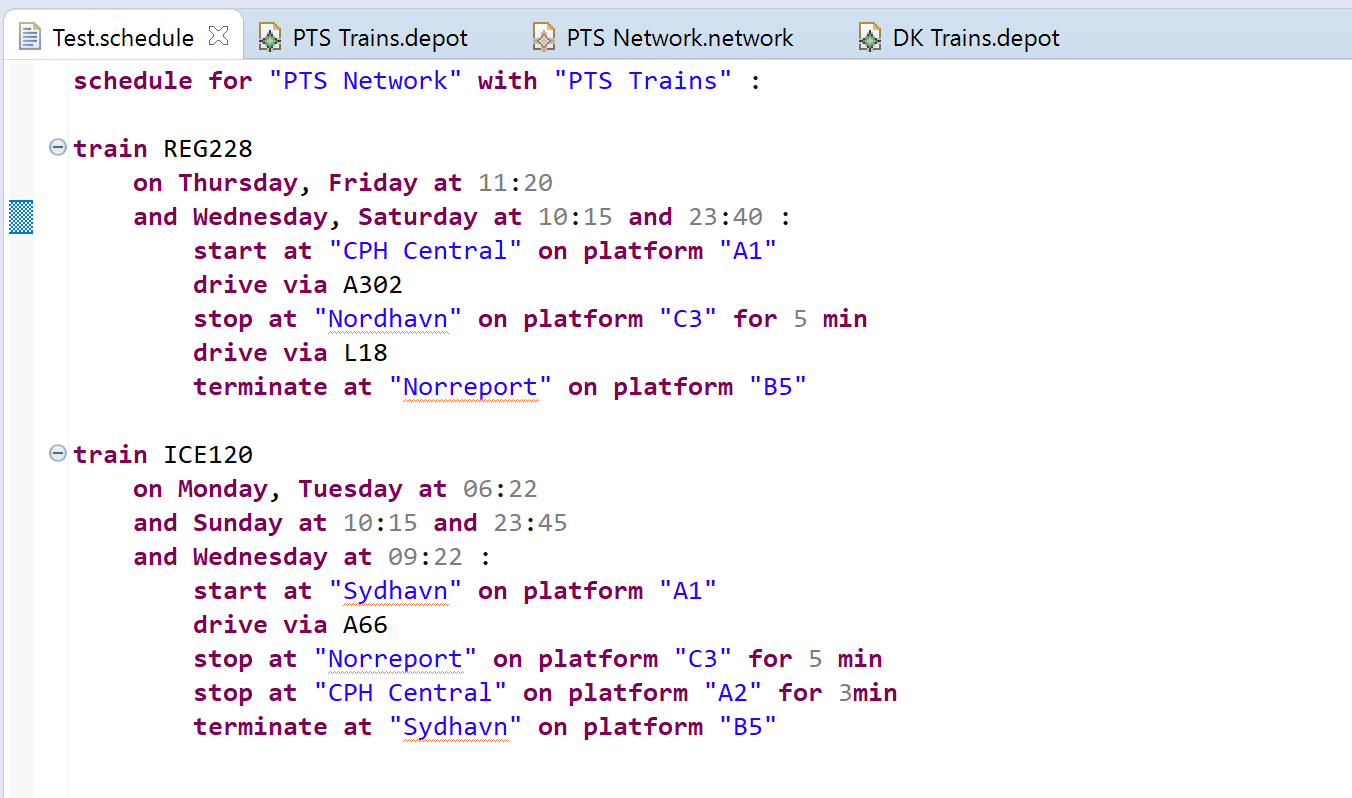 Test.schedule PTS Trains.depot PTS Network.network DK Trains.depot
schedule for "PTS Network" with "PTS Trains" :
train REG228
on Thursday, Friday at 11:20
and Wednesday, Saturday at 10:15 and 23:40 :
start at "CPH Central" on platform "A1"
drive via A302
stop at "Nordhavn" on platform "C3" for 5 min
drive via L18
terminate at "Norreport" on platform "B5"
train ICE120
on Monday, Tuesday at 06:22
and Sunday at 10:15 and 23:45
and Wednesday at 09:22 :
start at "Sydhavn" on platform "A1"
drive via A66
stop at "Norreport" on platform "C3" for 5 min
stop at "CPH Central" on platform "A2" for 3min
terminate at "Sydhavn" on platform "B5"